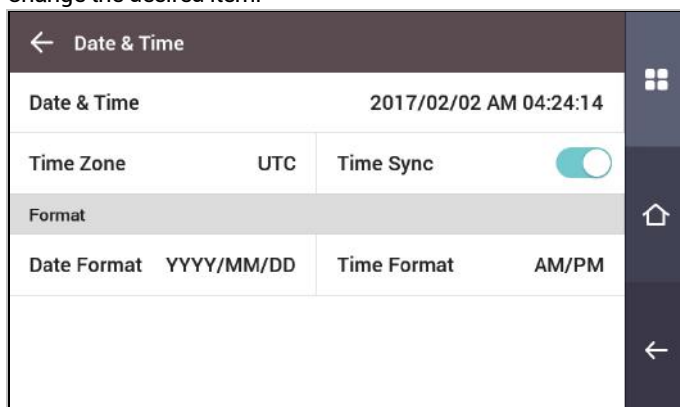 Change the desired item.
← Date & Time
Date & Time 2017/02/02 AM 04:24:14
Time Zone UTC Time Sync
Format
Date Format YYYY/MM/DD Time Format AM/PM